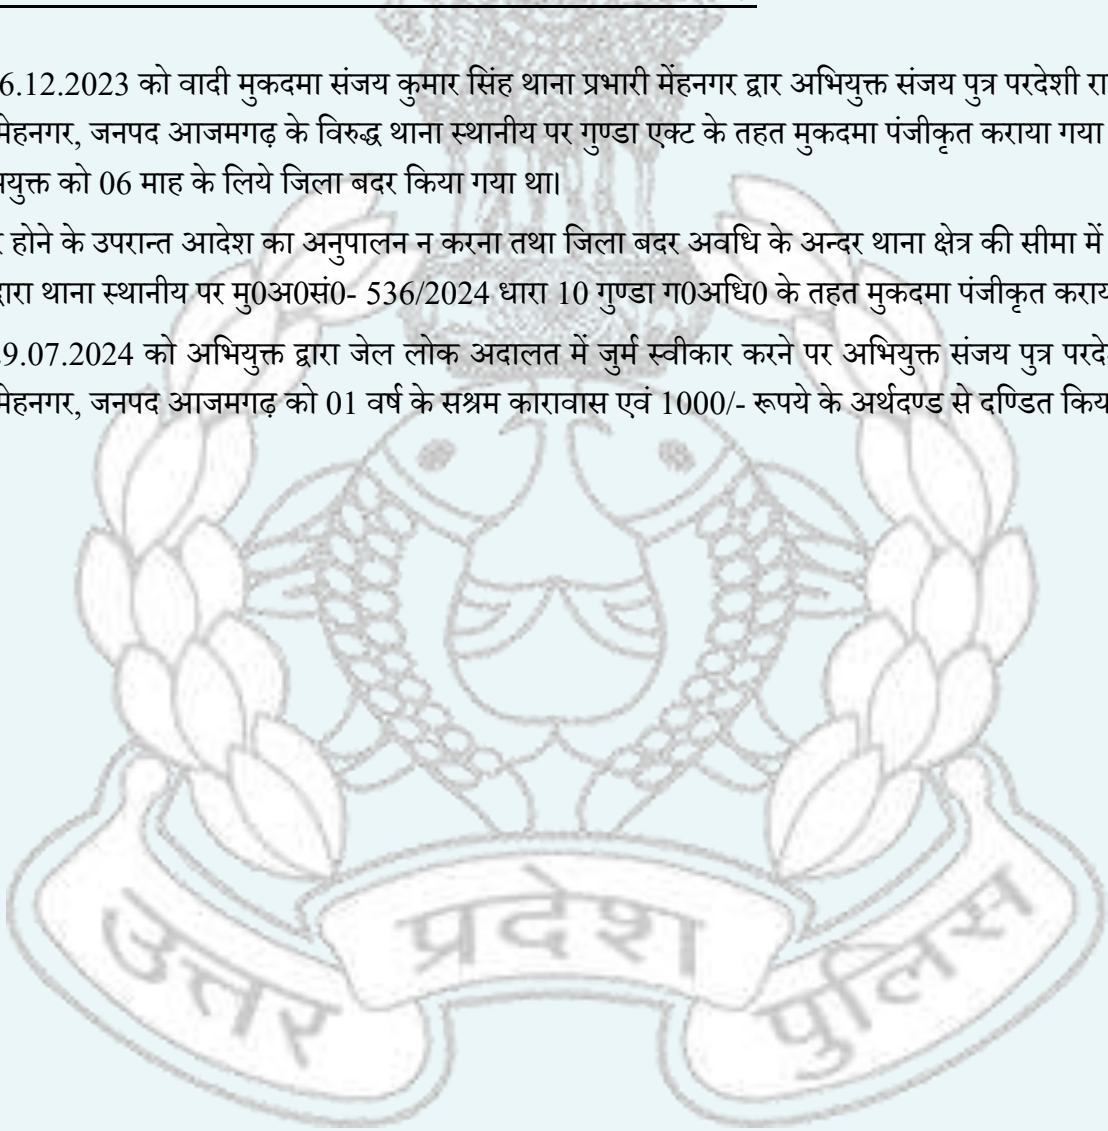 6.12.2023 को वादी मुकदमा संजय कुमार सिंह थाना प्रभारी मेंहनगर द्वार अभियुक्त संजय पुत्र परदेशी रा
मेहनगर, जनपद आजमगढ़ के विरुद्ध थाना स्थानीय पर गुण्डा एक्ट के तहत मुकदमा पंजीकृत कराया गया
युक्त को 06 माह के लिये जिला बदर किया गया था।
होने के उपरान्त आदेश का अनुपालन न करना तथा जिला बदर अवधि के अन्दर थाना क्षेत्र की सीमा में
द्वारा थाना स्थानीय पर मु0अ0सं0- 536/2024 धारा 10 गुण्डा ग0अधि0 के तहत मुकदमा पंजीकृत कराय
9.07.2024 को अभियुक्त द्वारा जेल लोक अदालत में जुर्म स्वीकार करने पर अभियुक्त संजय पुत्र परदे
मेहनगर, जनपद आजमगढ़ को 01 वर्ष के सश्रम कारावास एवं 1000/- रूपये के अर्थदण्ड से दण्डित किय
उत्तर प्रदेश पुलिस